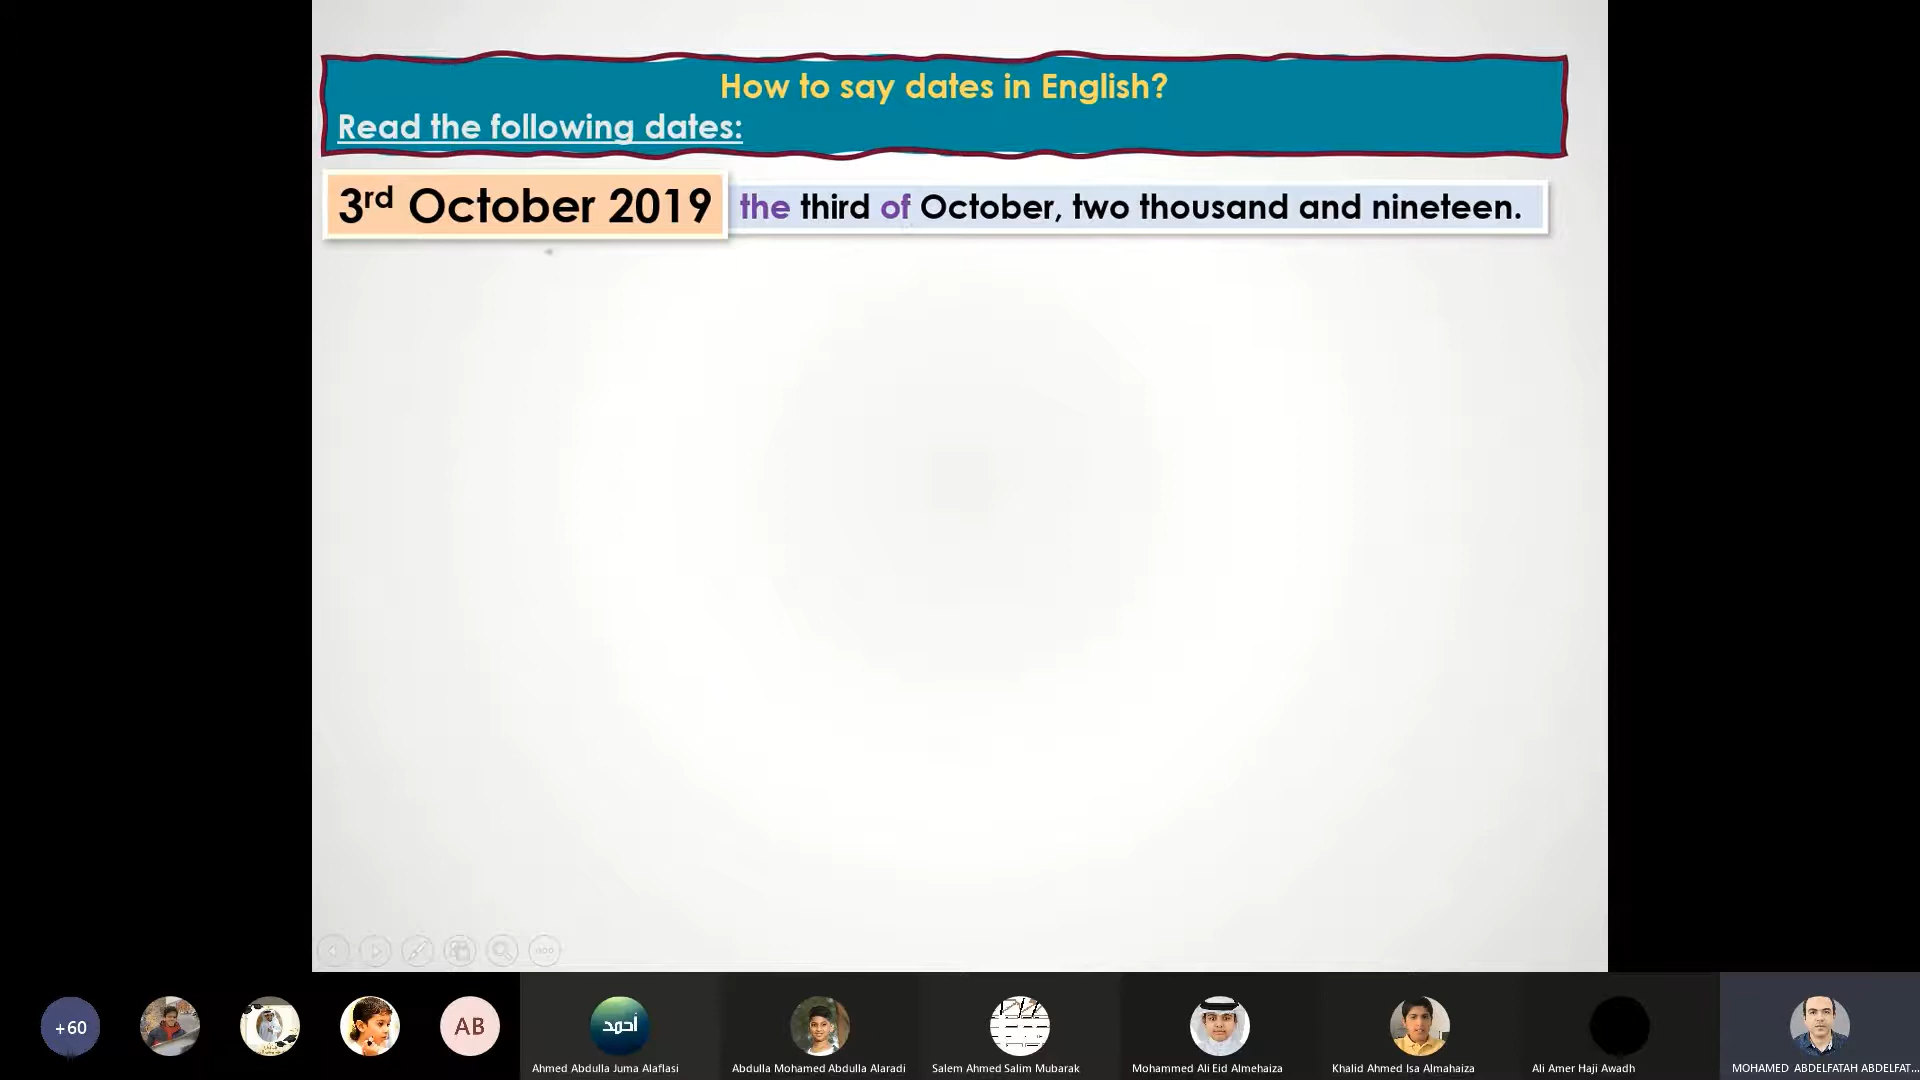 How to say dates in English?
Read the following dates:
3rd October 2019
the third of October, two thousand and nineteen.
+60
AB
أحمد
Ahmed Abdulla Juma Alaflasi
Abdulla Mohamed Abdulla Alaradi
Salem Ahmed Salim Mubarak
Mohammed Ali Eid Almehaiza
Khalid Ahmed Isa Almahaiza
Ali Amer Haji Awadh
MOHAMED ABDELFATAH ABDELFAT...